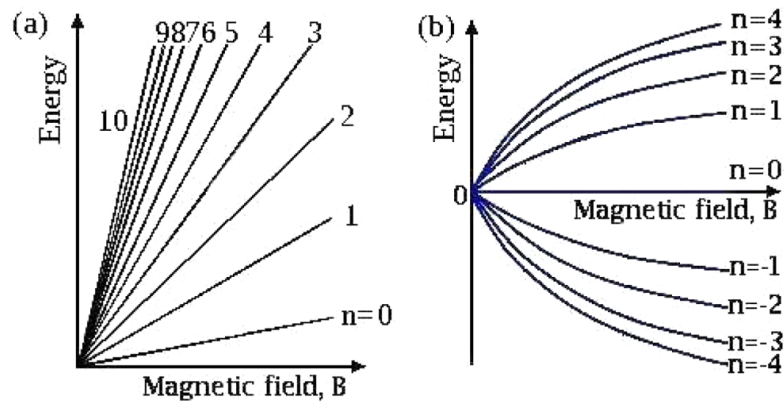 (a)
Energy
10
9876
5
4
3
2
1
n=0
Magnetic field, B
(b)
Energy
0
n=4
n=3
n=2
n=1
n=0
Magnetic field, B
n=-1
n=-2
n=-3
n=-4